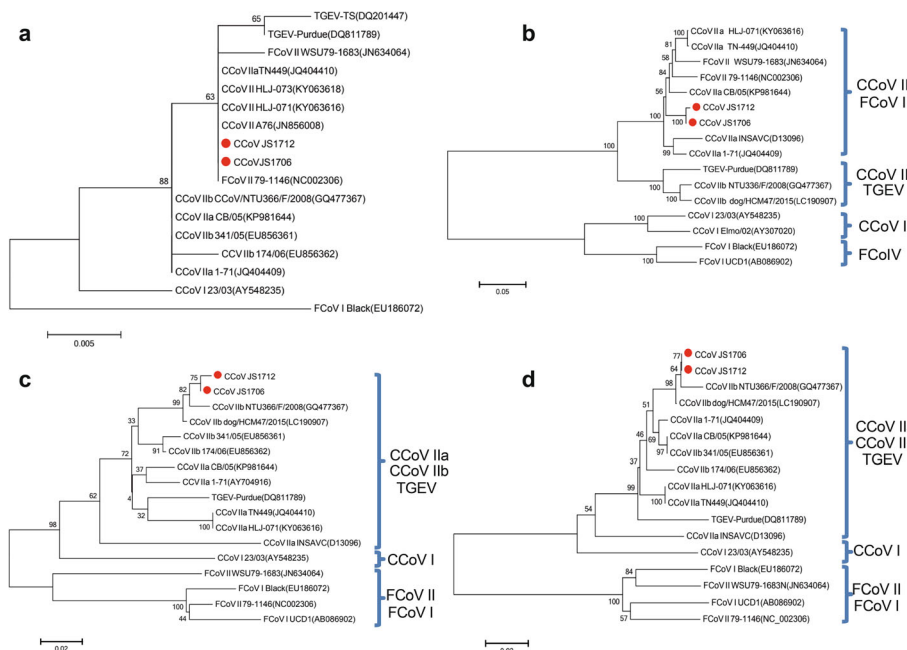 a
65
TGEV-TS(DQ201447)
TGEV-Purdue(DQ811789)
FCoV II WSU79-1683(JN634064)
CCoV IIaTN449(JQ404410)
63
CCoV II HLJ-073(KY063618)
CCoV II HLJ-071(KY063616)
CCoV II A76(JN856008)
CCoV JS1712
CCoVJS1706
FCoV II 79-1146(NC002306)
88
CCoV IIb CCoV/NTU366/F/2008(GQ477367)
CCoV IIa CB/05(KP981644)
CCoV IIb 341/05(EU856361)
CCV IIb 174/06(EU856362)
CCoV IIa 1-71(JQ404409)
CCoV I 23/03(AY548235)
FCoV I Black(EU186072)
0.005
b
100
CCoV II a HLJ-071(KY063616)
81
CCoV II a TN-449(JQ404410)
58
FCoV II WSU79-1683(JN634064)
84
FCoV II 79-1146(NC002306)
56
CCoV IIa CB/05(KP981644)
CCoV JS1712
100
CCoV JS1706
100
CCoV IIa INSAVC(D13096)
99
CCoV IIa 1-71(JQ404409)
TGEV-Purdue(DQ811789)
100
CCoV IIb NTU336/F/2008(GQ477367)
100
CCoV IIb dog/HCM47/2015(LC190907)
CCoV I 23/03(AY548235)
100
CCoV I Elmo/02(AY307020)
FCoV I Black(EU186072)
100
FCoV I UCD1(AB086902)
CCoV II
FCoV I
CCoV II
TGEV
CCoV I
FCoIV
0.05
c
75
CCoV JS1712
82
CCoV JS1706
99
CCoV IIb NTU366/F/2008(GQ477367)
CCoV IIb dog/HCM47/2015(LC190907)
33
CCoV IIb 341/05(EU856361)
91
CCoV IIb 174/06(EU856362)
72
37
CCoV IIa CB/05(KP981644)
CCV II 1-71(AY704916)
4
TGEV-Purdue(DQ811789)
32
CCoV IIaTN449(JQ404410)
100
CCoV IIa HLJ-071(KY063616)
62
CCoV IIa INSAVC(D13096)
98
CCoV I 23/03(AY548235)
FCoV II WSU79-1683(JN634064)
FCoV I Black(EU186072)
100
FCoV II 79-1146(NC002306)
44
FCoV I UCD1(AB086902)
CCoV IIa
CCoV IIb
TGEV
CCoV I
FCoV II
FCoV I
0.02
d
77
CCoV JS1706
64
CCoV JS1712
98
CCoV IIb NTU366/F/2008(GQ477367)
CCoV IIb dog/HCM47/2015(LC190907)
51
CCoV IIa 1-71(JQ404409)
46
69
CCoV IIa CB/05(KP981644)
97
CCoV IIb 341/05(EU856361)
37
CCoV IIb 174/06(EU856362)
CCoV IIa HLJ-071(KY063616)
99
100
CCoV IIa TN449(JQ404410)
TGEV-Purdue(DQ811789)
54
CCoV IIa INSAVC(D13096)
CCoV I 23/03(AY548235)
FCoV I Black(EU186072)
84
FCoV II WSU79-1683N(JN634064)
100
FCoV I UCD1(AB086902)
57
FCoV II 79-1146(NC_002306)
CCoV II
CCoV II
TGEV
CCoV I
FCoV II
FCoV I